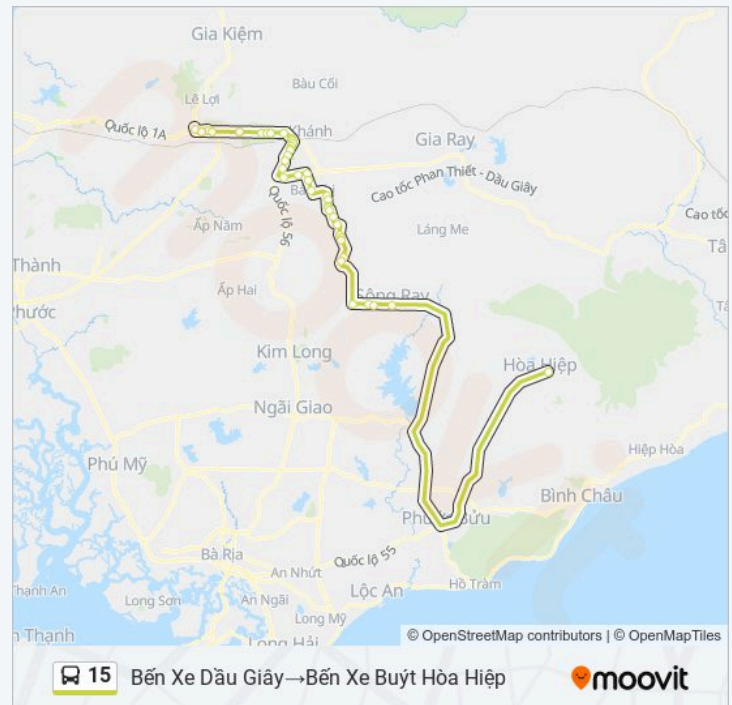 Gia Kiệm
Bàu Cối
Lê Lợi
Quốc lộ 1A
Khánh
Gia Ray
Cao tốc Phan Thiết - Dầu Giây
Quốc lộ 56
Cao tốc
Ấp Năm
Láng Me
Thành
Ấp Hai
Sông Ray
Phước
Kim Long
Hòa Hiệp
Ngãi Giao
Hiệp Hòa
Phú Mỹ
Bình Châu
Bửu
Bà Rịa
Quốc lộ 55
An Nhứt
Hồ Tràm
Lộc An
Long Sơn
An Ngãi
Long Mỹ
Thạnh An
Long Hải
n Thạnh
© OpenStreetMap contributors | © OpenMapTiles
15 Bến Xe Dầu Giây→Bến Xe Buýt Hòa Hiệp
moovit